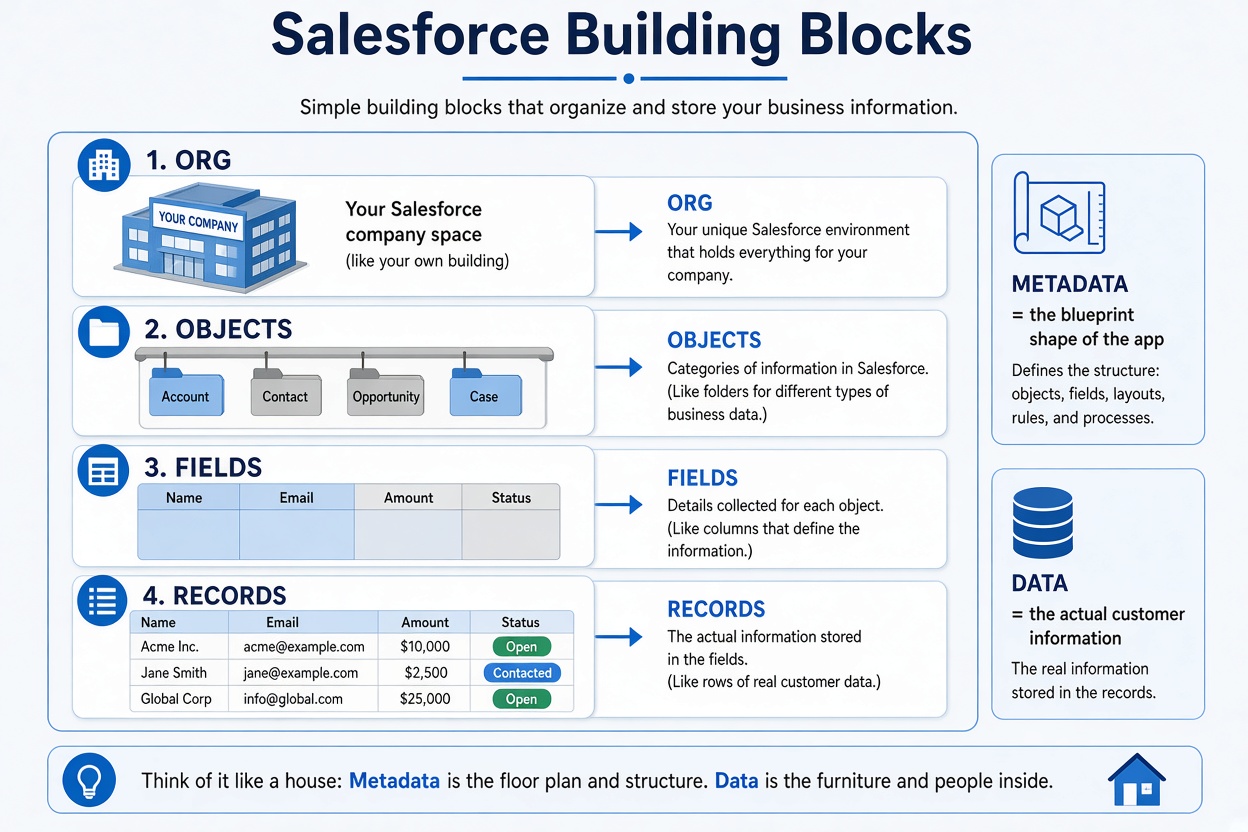 Salesforce Building Blocks
Simple building blocks that organize and store your business information.
1. ORG
YOUR COMPANY
Your Salesforce
company space
(like your own building)
ORG
Your unique Salesforce environment
that holds everything for your
company.
2. OBJECTS
Account
Contact
Opportunity
Case
OBJECTS
Categories of information in Salesforce.
(Like folders for different types of
business data.)
3. FIELDS
Name Email Amount Status
FIELDS
Details collected for each object.
(Like columns that define the
information.)
4. RECORDS
Name Email Amount Status
Acme Inc. acme@example.com $10,000 Open
Jane Smith jane@example.com $2,500 Contacted
Global Corp info@global.com $25,000 Open
RECORDS
The actual information stored
in the fields.
(Like rows of real customer data.)
METADATA
= the blueprint
shape of the app
Defines the structure:
objects, fields, layouts,
rules, and processes.
DATA
= the actual customer
information
The real information
stored in the records.
Think of it like a house: Metadata is the floor plan and structure. Data is the furniture and people inside.